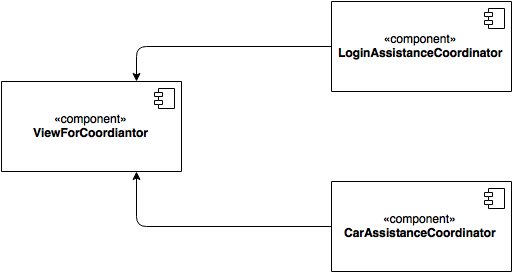 «component»
LoginAssistanceCoordinator
«component»
ViewForCoordiantor
«component»
CarAssistanceCoordinator